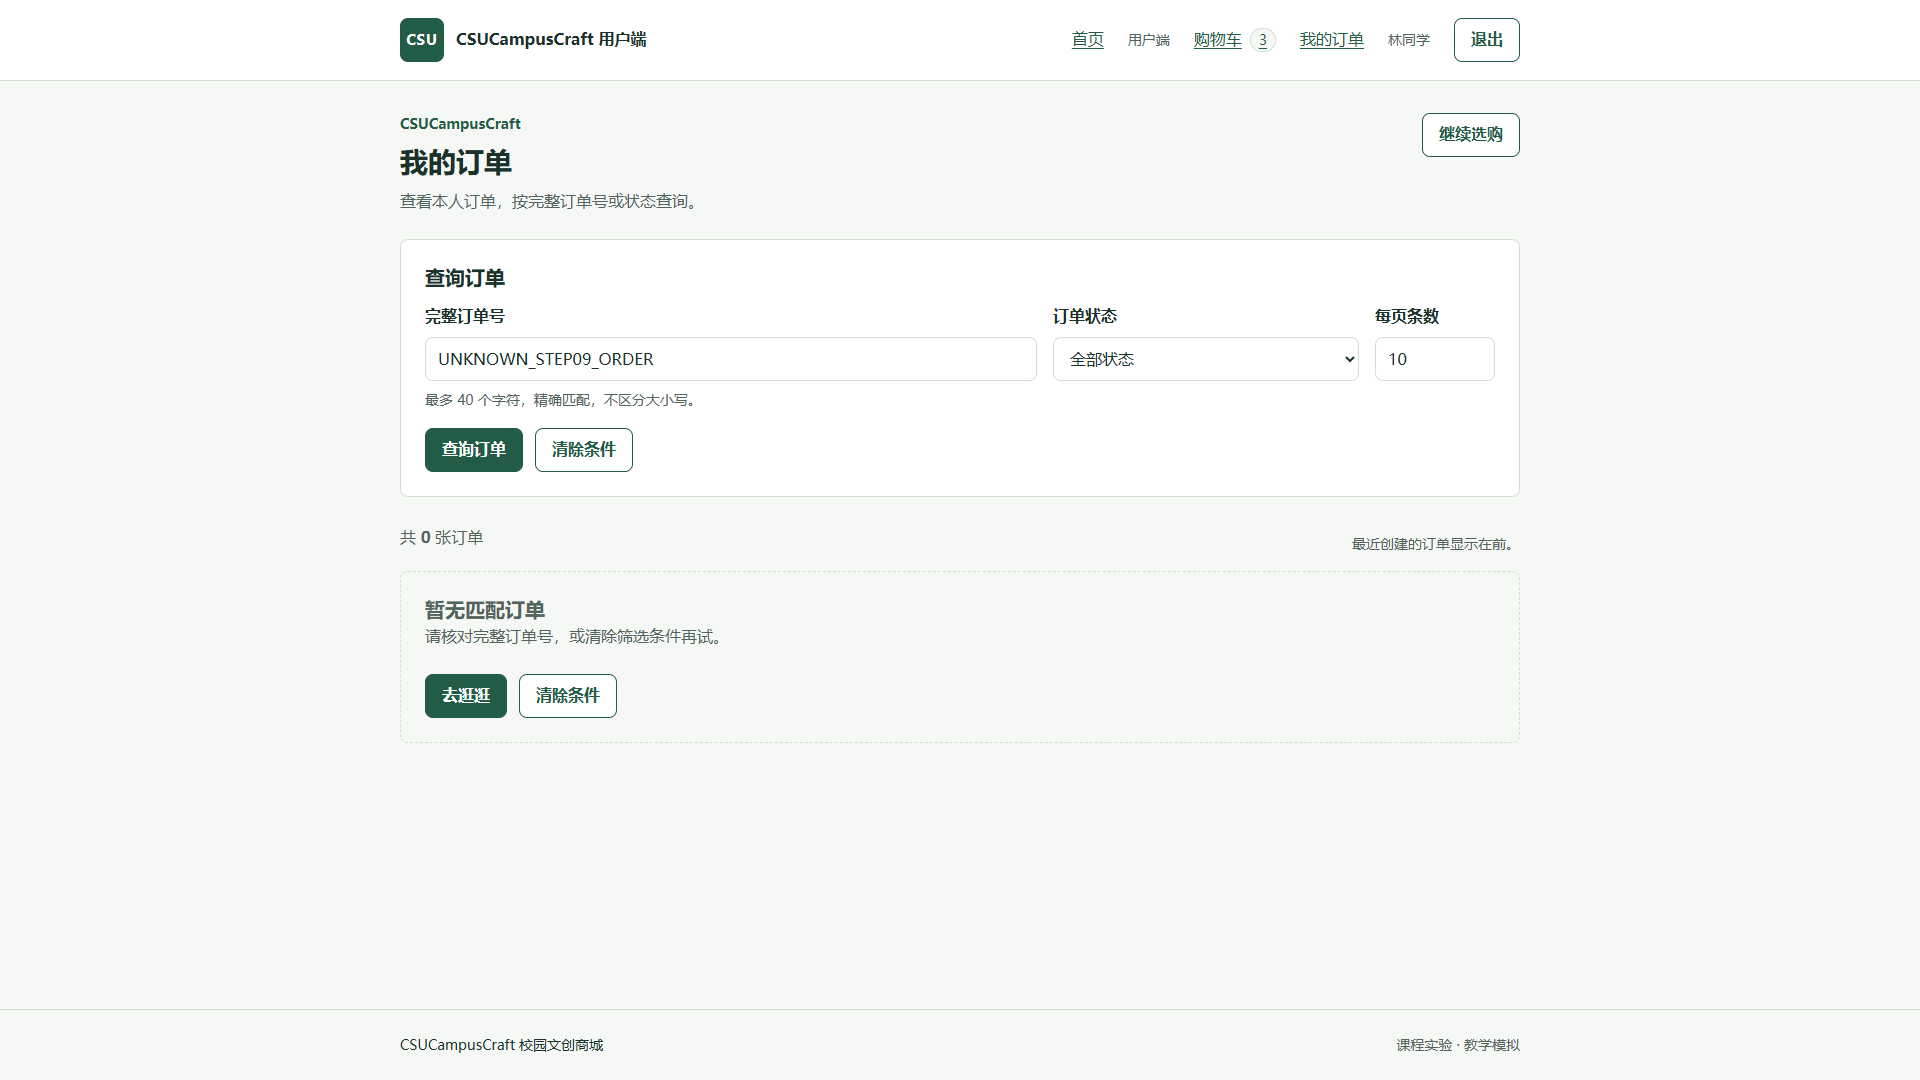 CSU CSUCampusCraft 用户端 首页 用户端 购物车 3 我的订单 林同学 退出
CSUCampusCraft
继续选购
我的订单
查看本人订单，按完整订单号或状态查询。
查询订单
完整订单号 订单状态 每页条数
UNKNOWN_STEP09_ORDER 全部状态 10
最多 40 个字符，精确匹配，不区分大小写。
查询订单 清除条件
共 0 张订单 最近创建的订单显示在前。
暂无匹配订单
请核对完整订单号，或清除筛选条件再试。
去逛逛 清除条件
CSUCampusCraft 校园文创商城 课程实验 · 教学模拟